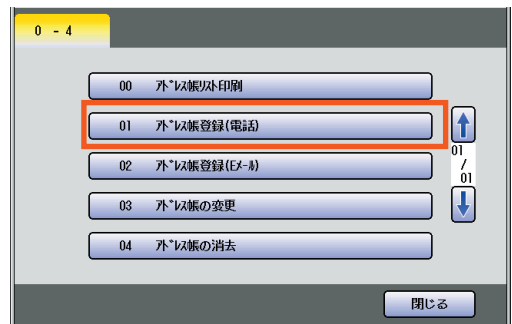 0 - 4
00 ｱﾄﾞﾚｽ帳ﾘｽﾄ印刷
01 ｱﾄﾞﾚｽ帳登録(電話)
02 ｱﾄﾞﾚｽ帳登録(Eﾒｰﾙ)
03 ｱﾄﾞﾚｽ帳の変更
04 ｱﾄﾞﾚｽ帳の消去
01
/
01
閉じる